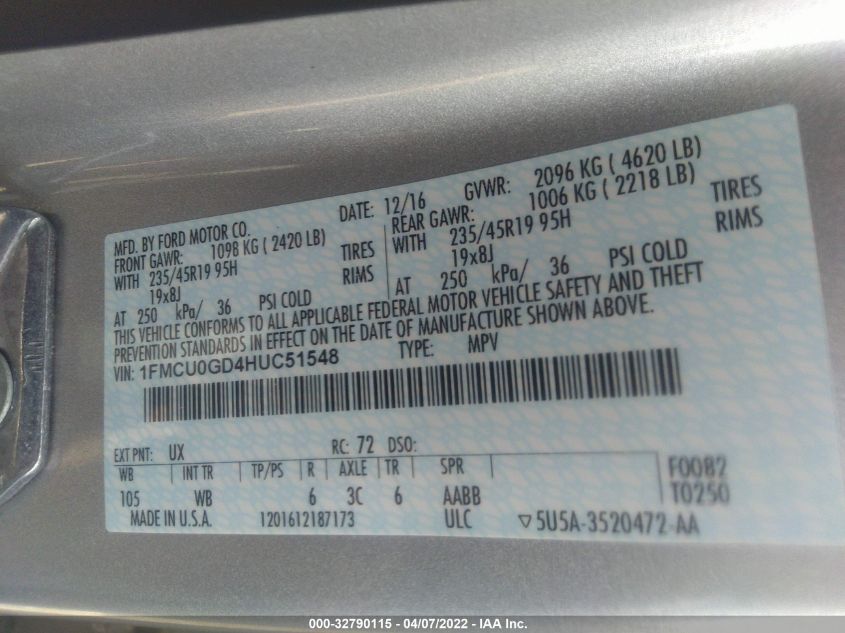 MFD. BY FORD MOTOR CO. DATE: 12/16 GVWR: 2096 KG ( 4620 LB)
FRONT GAWR: 1098 KG ( 2420 LB) REAR GAWR: 1006 KG ( 2218 LB)
WITH 235/45R19 95H TIRES WITH 235/45R19 95H TIRES
19x8J RIMS 19x8J RIMS
AT 250 kPa/ 36 PSI COLD AT 250 kPa/ 36 PSI COLD
THIS VEHICLE CONFORMS TO ALL APPLICABLE FEDERAL MOTOR VEHICLE SAFETY AND THEFT
PREVENTION STANDARDS IN EFFECT ON THE DATE OF MANUFACTURE SHOWN ABOVE.
VIN: 1FMCU0GD4HUC51548 TYPE: MPV
EXT PNT: UX RC: 72 DSO:
WB INT TR TP/PS R AXLE TR SPR F0082
105 WB 6 3C 6 AABB T0250
MADE IN U.S.A. 1201612187173 ULC ▽5U5A-3520472-AA
000-32790115 - 04/07/2022 - IAA Inc.